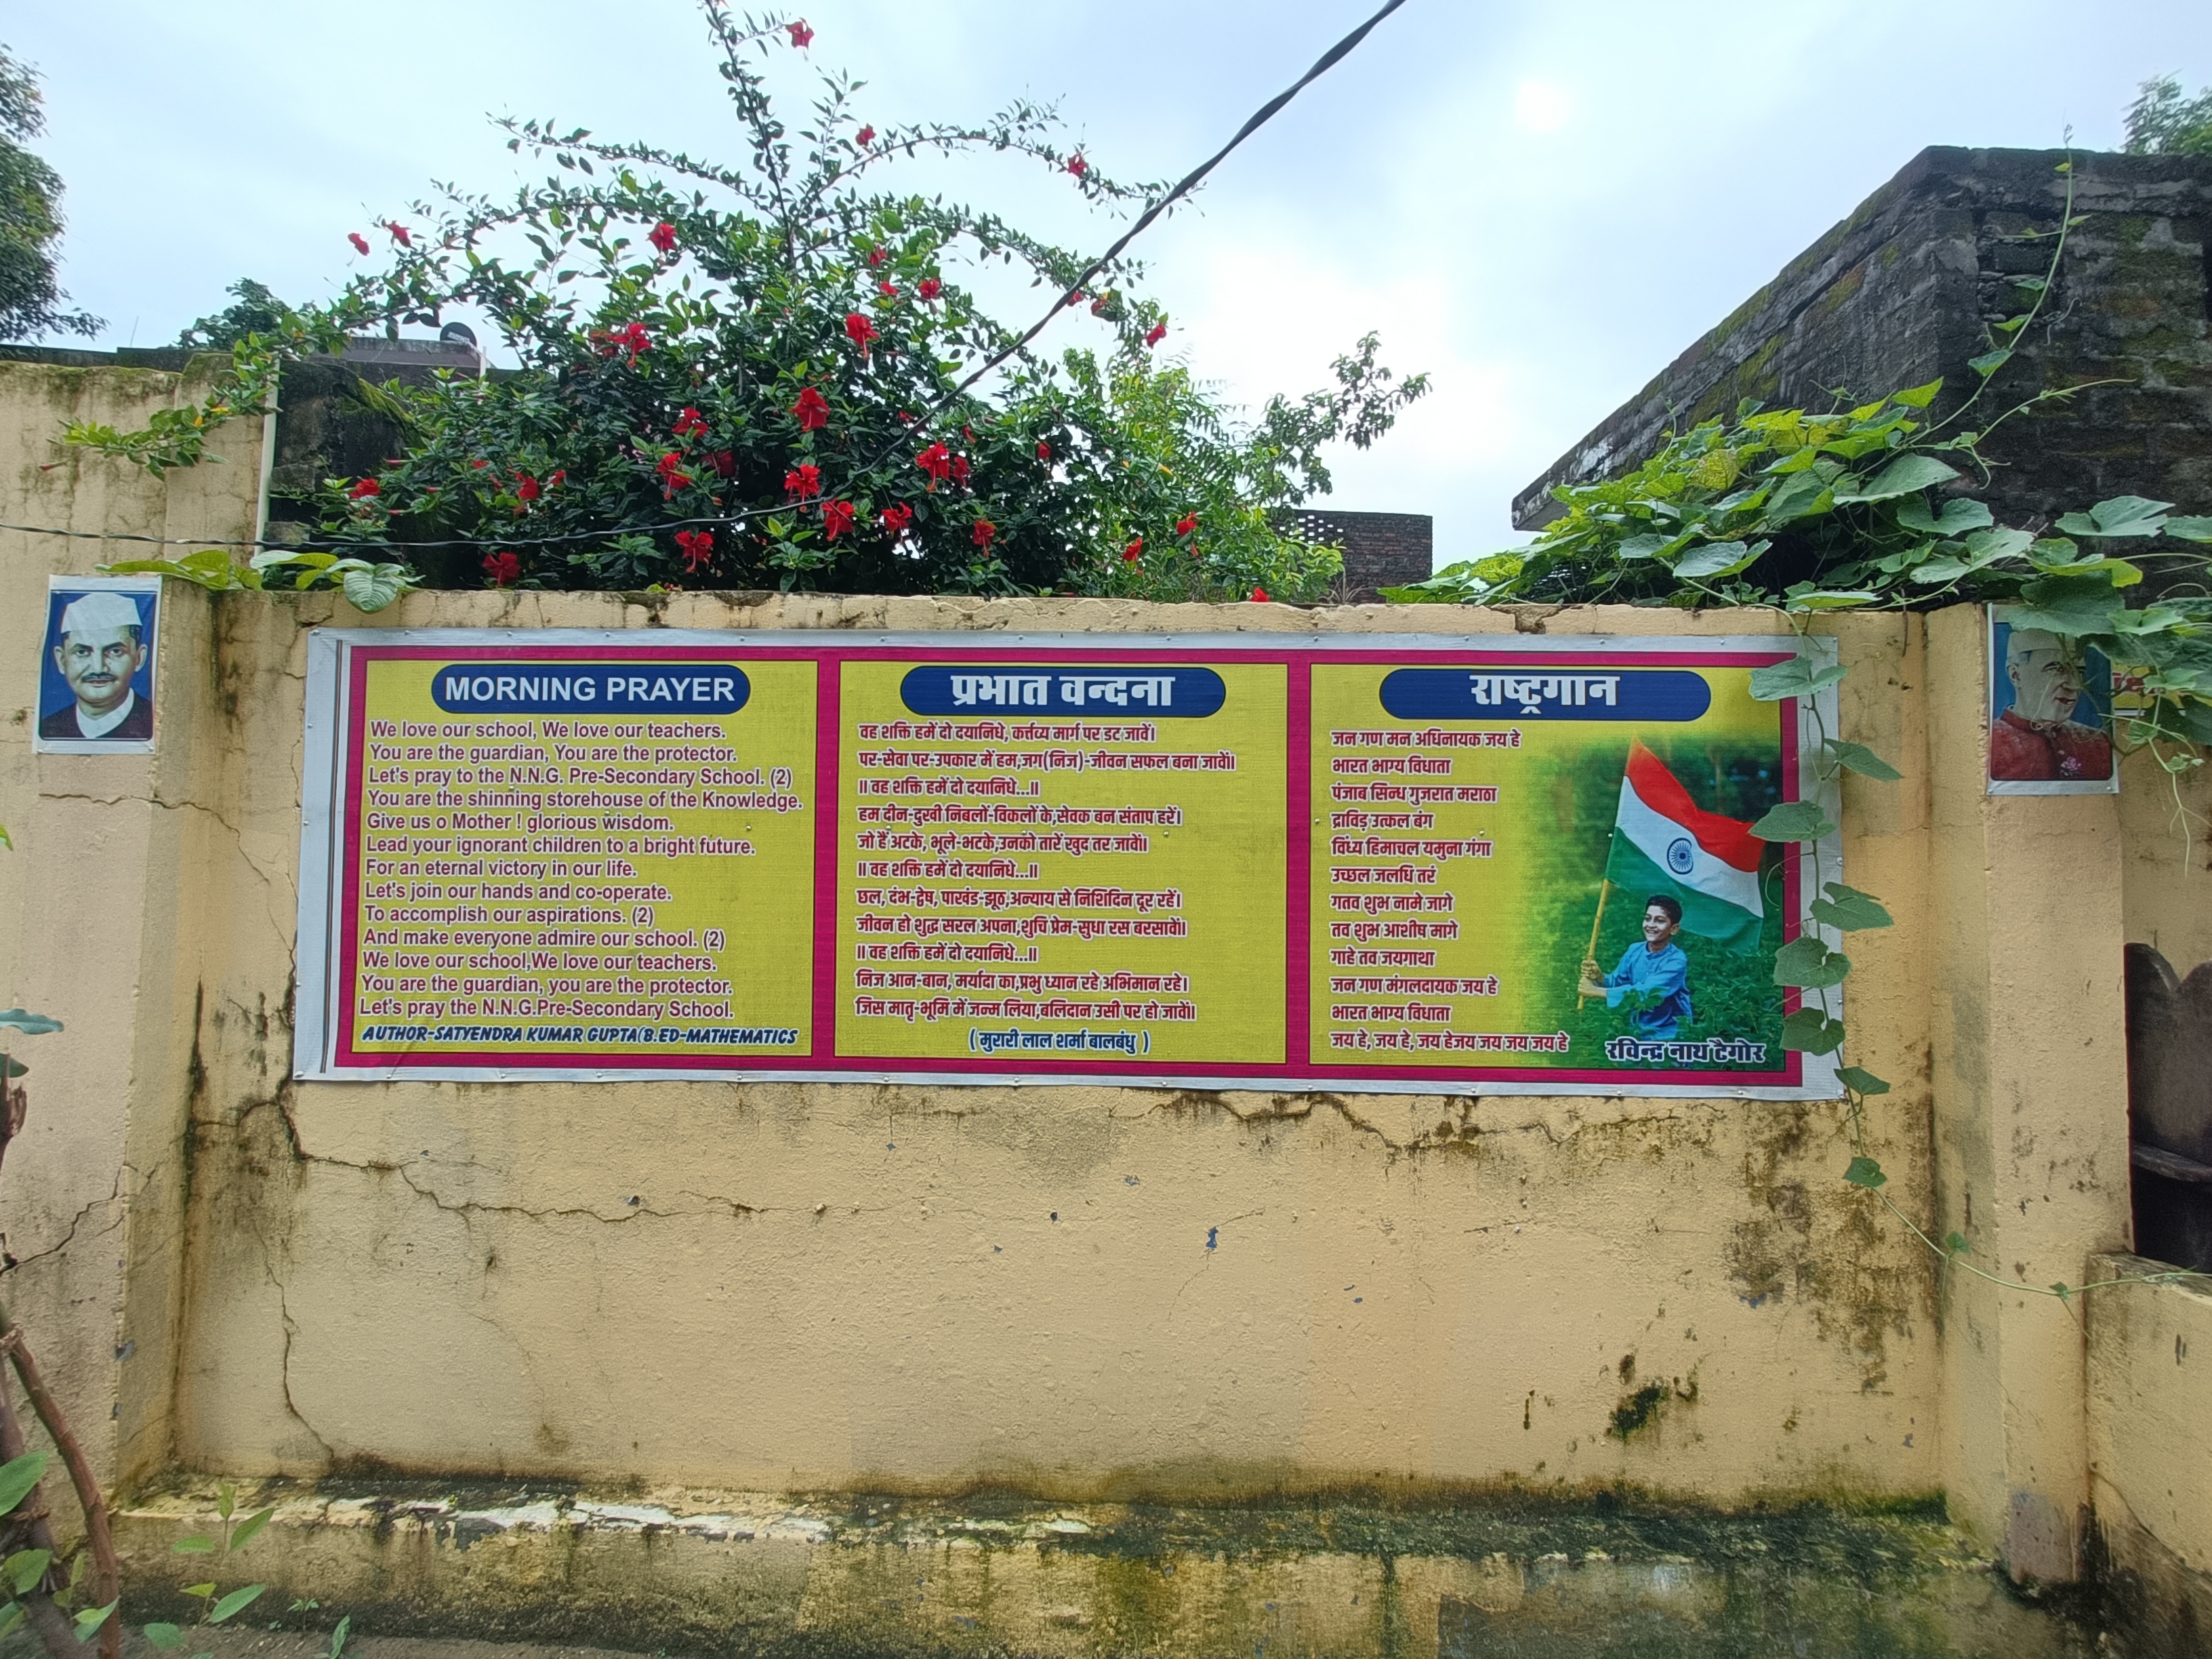 MORNING PRAYER
We love our school, We love our teachers.
You are the guardian, You are the protector.
Let's pray to the N.N.G. Pre-Secondary School. (2)
You are the shinning storehouse of the Knowledge.
Give us o Mother ! glorious wisdom.
Lead your ignorant children to a bright future.
For an eternal victory in our life.
Let's join our hands and co-operate.
To accomplish our aspirations. (2)
And make everyone admire our school. (2)
We love our school,We love our teachers.
You are the guardian, you are the protector.
Let's pray the N.N.G.Pre-Secondary School.
AUTHOR-SATYENDRA KUMAR GUPTA(B.ED-MATHEMATICS
प्रभात वन्दना
वह शक्ति हमें दो दयानिधे, कर्त्तव्य मार्ग पर डट जावें।
पर-सेवा पर-उपकार में हम,जग(निज)-जीवन सफल बना जावें॥
॥ वह शक्ति हमें दो दयानिधे...॥
हम दीन-दुखी निबलों-विकलों के,सेवक बन संताप हरें।
जो हैं अटके, भूले-भटके,उनको तारें खुद तर जावें॥
॥ वह शक्ति हमें दो दयानिधे...॥
छल, दंभ-द्वेष, पाखंड-झूठ,अन्याय से निशिदिन दूर रहें।
जीवन हो शुद्ध सरल अपना,शुचि प्रेम-सुधा रस बरसावें॥
॥ वह शक्ति हमें दो दयानिधे...॥
निज आन-बान, मर्यादा का,प्रभु ध्यान रहे अभिमान रहे।
जिस मातृ-भूमि में जन्म लिया,बलिदान उसी पर हो जावें॥
( मुरारी लाल शर्मा बालबंधु )
राष्ट्रगान
जन गण मन अधिनायक जय हे
भारत भाग्य विधाता
पंजाब सिन्ध गुजरात मराठा
द्राविड़ उत्कल बंग
विंध्य हिमाचल यमुना गंगा
उच्छल जलधि तरं
गतव शुभ नामे जागे
तव शुभ आशीष मागे
गाहे तव जयगाथा
जन गण मंगलदायक जय हे
भारत भाग्य विधाता
जय हे, जय हे, जय हेजय जय जय जय हे
रविन्द्र नाथ टैगोर